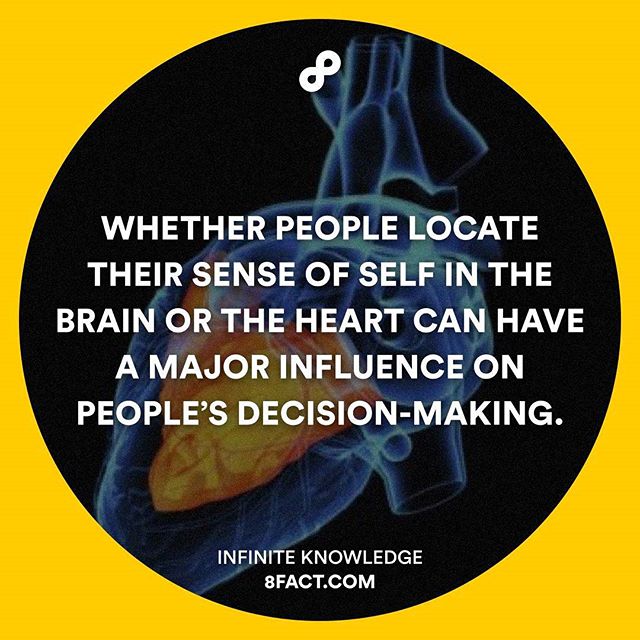 WHETHER PEOPLE LOCATE
THEIR SENSE OF SELF IN THE
BRAIN OR THE HEART CAN HAVE
A MAJOR INFLUENCE ON
PEOPLE'S DECISION-MAKING.
INFINITE KNOWLEDGE
8FACT.COM